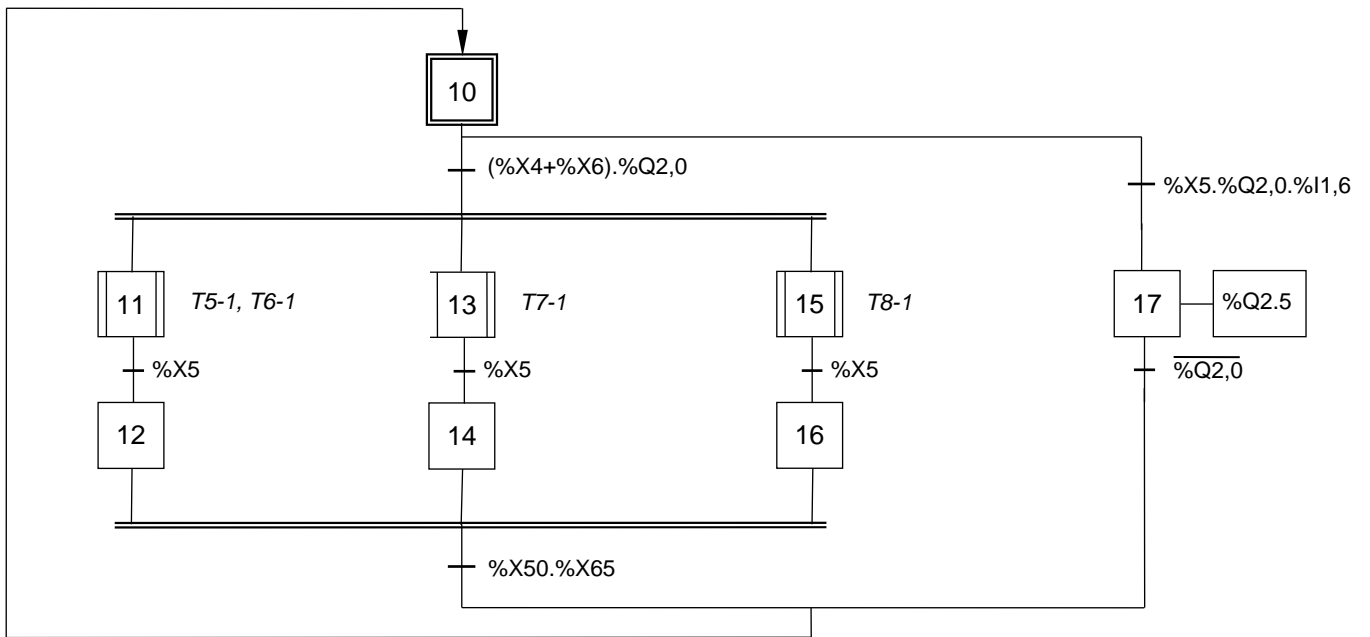 10
(%X4+%X6).%Q2,0
%X5.%Q2,0.%I1,6
11
T5-1, T6-1
13
T7-1
15
T8-1
17
%Q2.5
%X5
%X5
%X5
%Q2,0
12
14
16
%X50.%X65